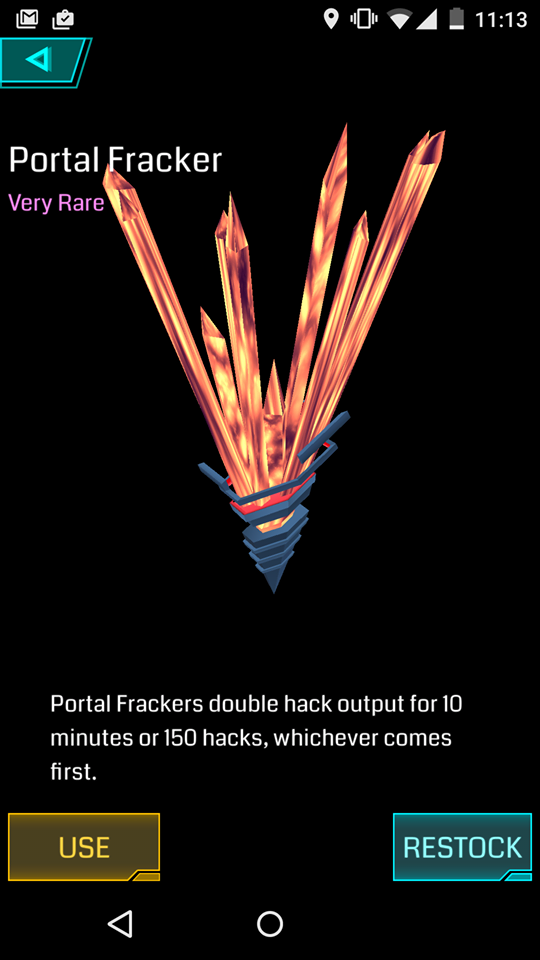 11:13
Portal Fracker
Very Rare
Portal Frackers double hack output for 10
minutes or 150 hacks, whichever comes
first.
USE
RESTOCK